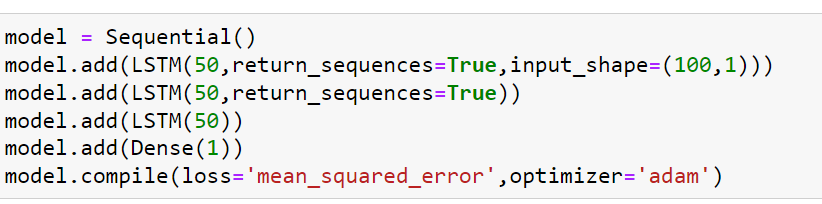 model = Sequential()
model.add(LSTM(50,return_sequences=True,input_shape=(100,1)))
model.add(LSTM(50,return_sequences=True))
model.add(LSTM(50))
model.add(Dense(1))
model.compile(loss='mean_squared_error',optimizer='adam')